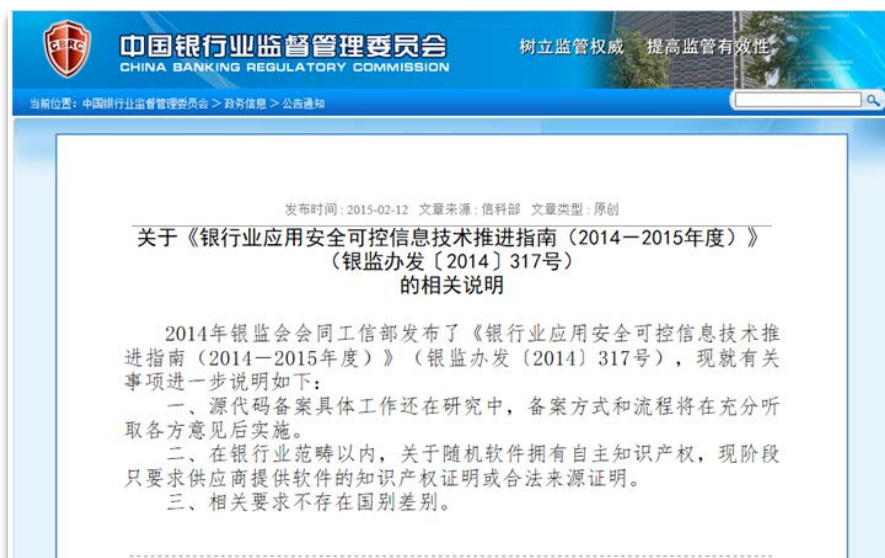 CBRC
中国银行业监督管理委员会
CHINA BANKING REGULATORY COMMISSION
树立监管权威 提高监管有效性
当前位置：中国银行业监督管理委员会 > 政务信息 > 公告通知
发布时间 : 2015-02-12 文章来源 : 信科部 文章类型 : 原创
关于《银行业应用安全可控信息技术推进指南（2014－2015年度）》
（银监办发〔2014〕317号）
的相关说明
2014年银监会会同工信部发布了《银行业应用安全可控信息技术推
进指南（2014－2015年度）》（银监办发〔2014〕317号），现就有关
事项进一步说明如下：
一、源代码备案具体工作还在研究中，备案方式和流程将在充分听
取各方意见后实施。
二、在银行业范畴以内，关于随机软件拥有自主知识产权，现阶段
只要求供应商提供软件的知识产权证明或合法来源证明。
三、相关要求不存在国别差别。